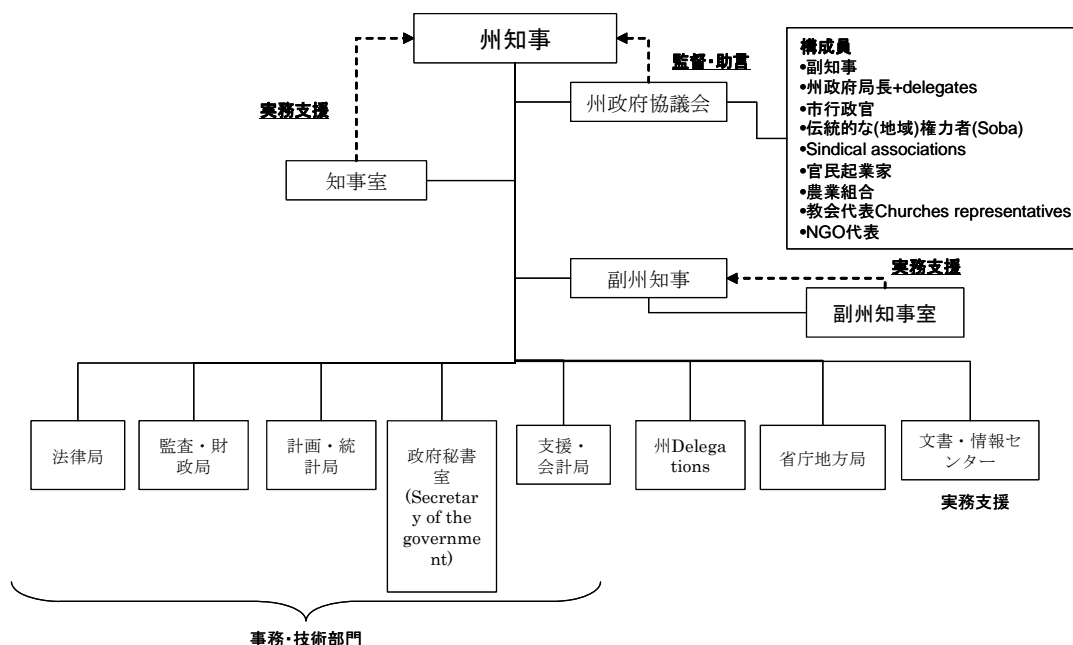 州知事
監督・助言
構成員
•副知事
•州政府局長+delegates
•市行政官
•伝統的な(地域)権力者(Soba)
•Sindical associations
•官民起業家
•農業組合
•教会代表Churches representatives
•NGO代表
州政府協議会
実務支援
知事室
実務支援
副州知事
副州知事室
法律局
監査・財
政局
計画・統
計局
政府秘書
室
(Secretar
y of the
governme
nt)
支援・
会計局
州Delega
tions
省庁地方局
文書・情報セ
ンター
実務支援
事務・技術部門